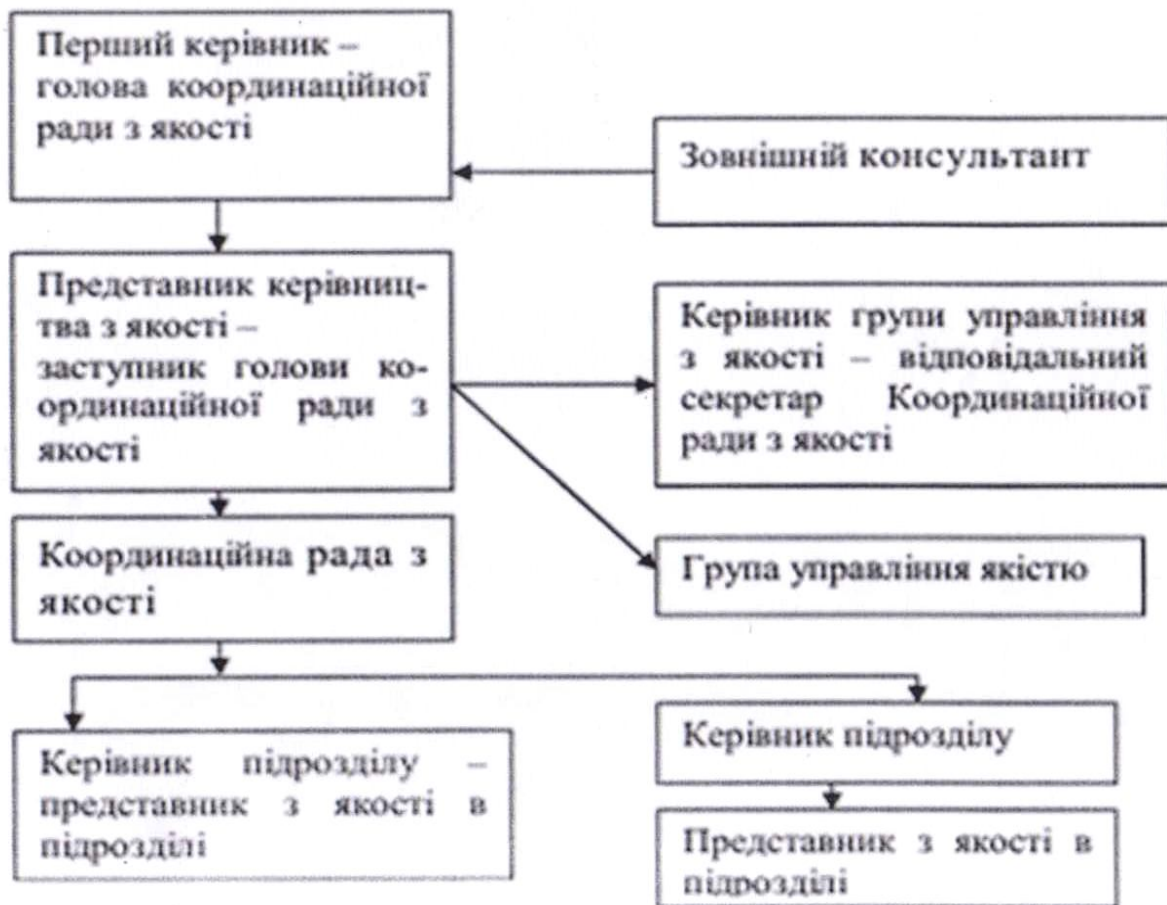 Перший керівник –
голова координаційної
ради з якості
Зовнішній консультант
Представник керівниц-
тва з якості –
заступник голови ко-
ординаційної ради з
якості
Керівник групи управління
з якості – відповідальний
секретар Координаційної
ради з якості
Координаційна рада з
якості
Група управління якістю
Керівник підрозділу –
представник з якості в
підрозділі
Керівник підрозділу
Представник з якості в
підрозділі